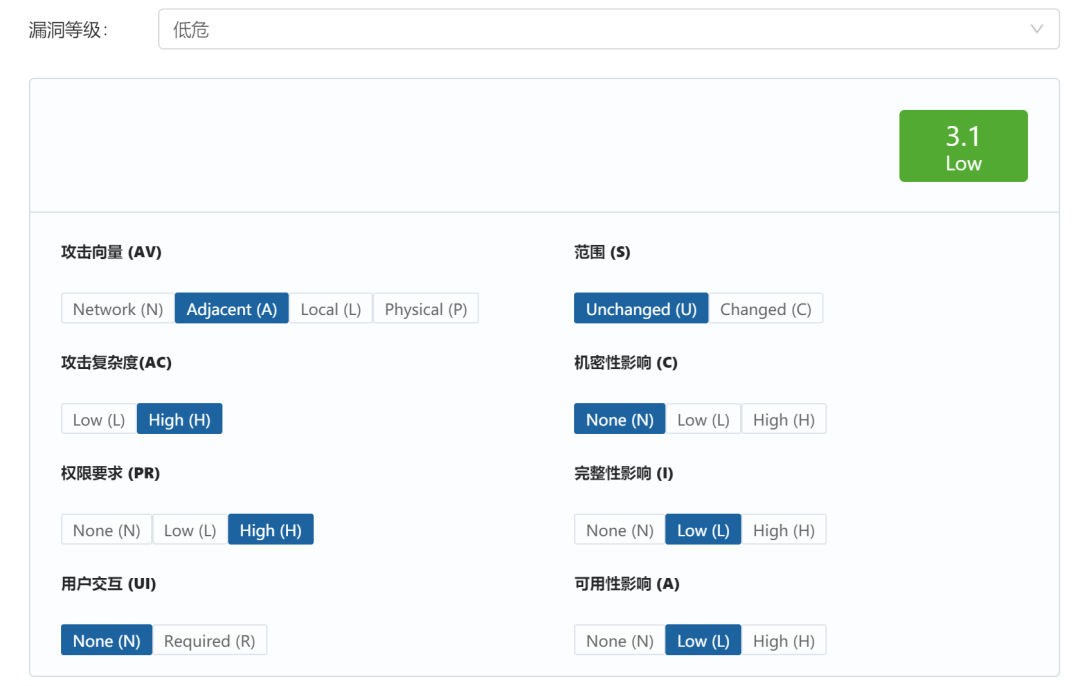 漏洞等级：
低危
3.1
Low
攻击向量 (AV)
范围 (S)
Network (N) Adjacent (A) Local (L) Physical (P)
Unchanged (U) Changed (C)
攻击复杂度(AC)
机密性影响 (C)
Low (L) High (H)
None (N) Low (L) High (H)
权限要求 (PR)
完整性影响 (I)
None (N) Low (L) High (H)
None (N) Low (L) High (H)
用户交互 (UI)
可用性影响 (A)
None (N) Required (R)
None (N) Low (L) High (H)